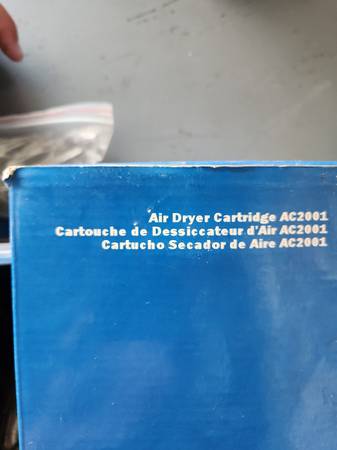 Air Dryer Cartridge AC2001
Cartouche de Dessiccateur d'Air AC2001
Cartucho Secador de Aire AC2001